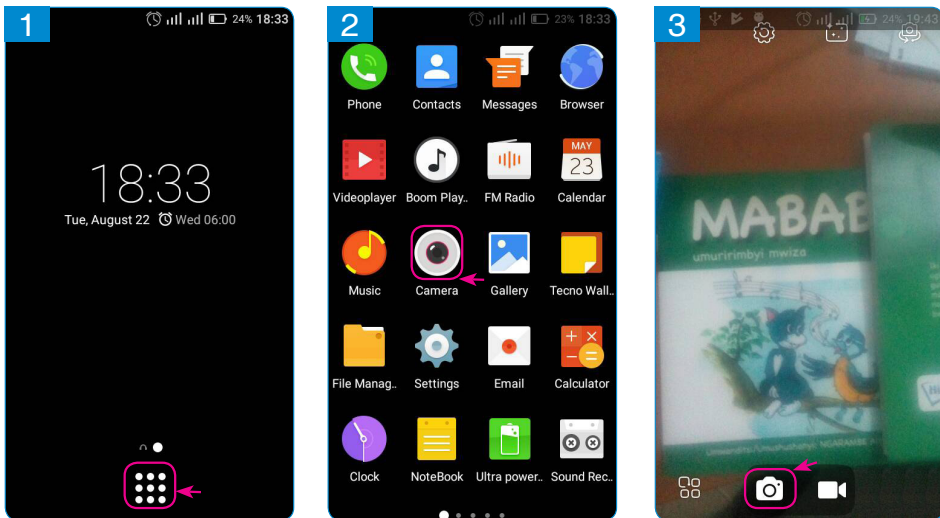 1
24% 18:33
18:33
Tue, August 22 Wed 06:00
2
23% 18:33
Phone Contacts Messages Browser
MAY
23
Videoplayer Boom Play.. FM Radio Calendar
Music Camera Gallery Tecno Wall..
File Manag.. Settings Email Calculator
Clock NoteBook Ultra power.. Sound Rec..
3
24% 19:43
MABAB
umuririmbyi mwiza